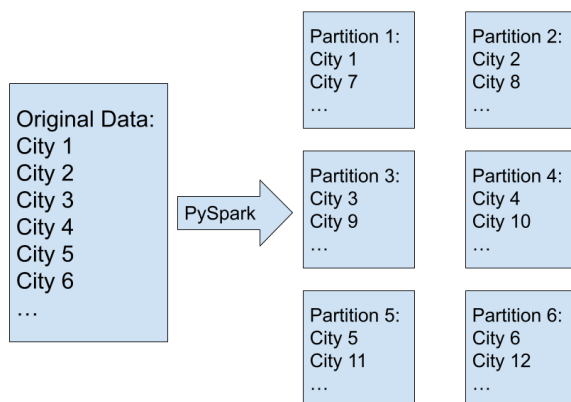 Original Data:
City 1
City 2
City 3
City 4
City 5
City 6
…
PySpark
Partition 1:
City 1
City 7
…
Partition 2:
City 2
City 8
…
Partition 3:
City 3
City 9
…
Partition 4:
City 4
City 10
…
Partition 5:
City 5
City 11
…
Partition 6:
City 6
City 12
…